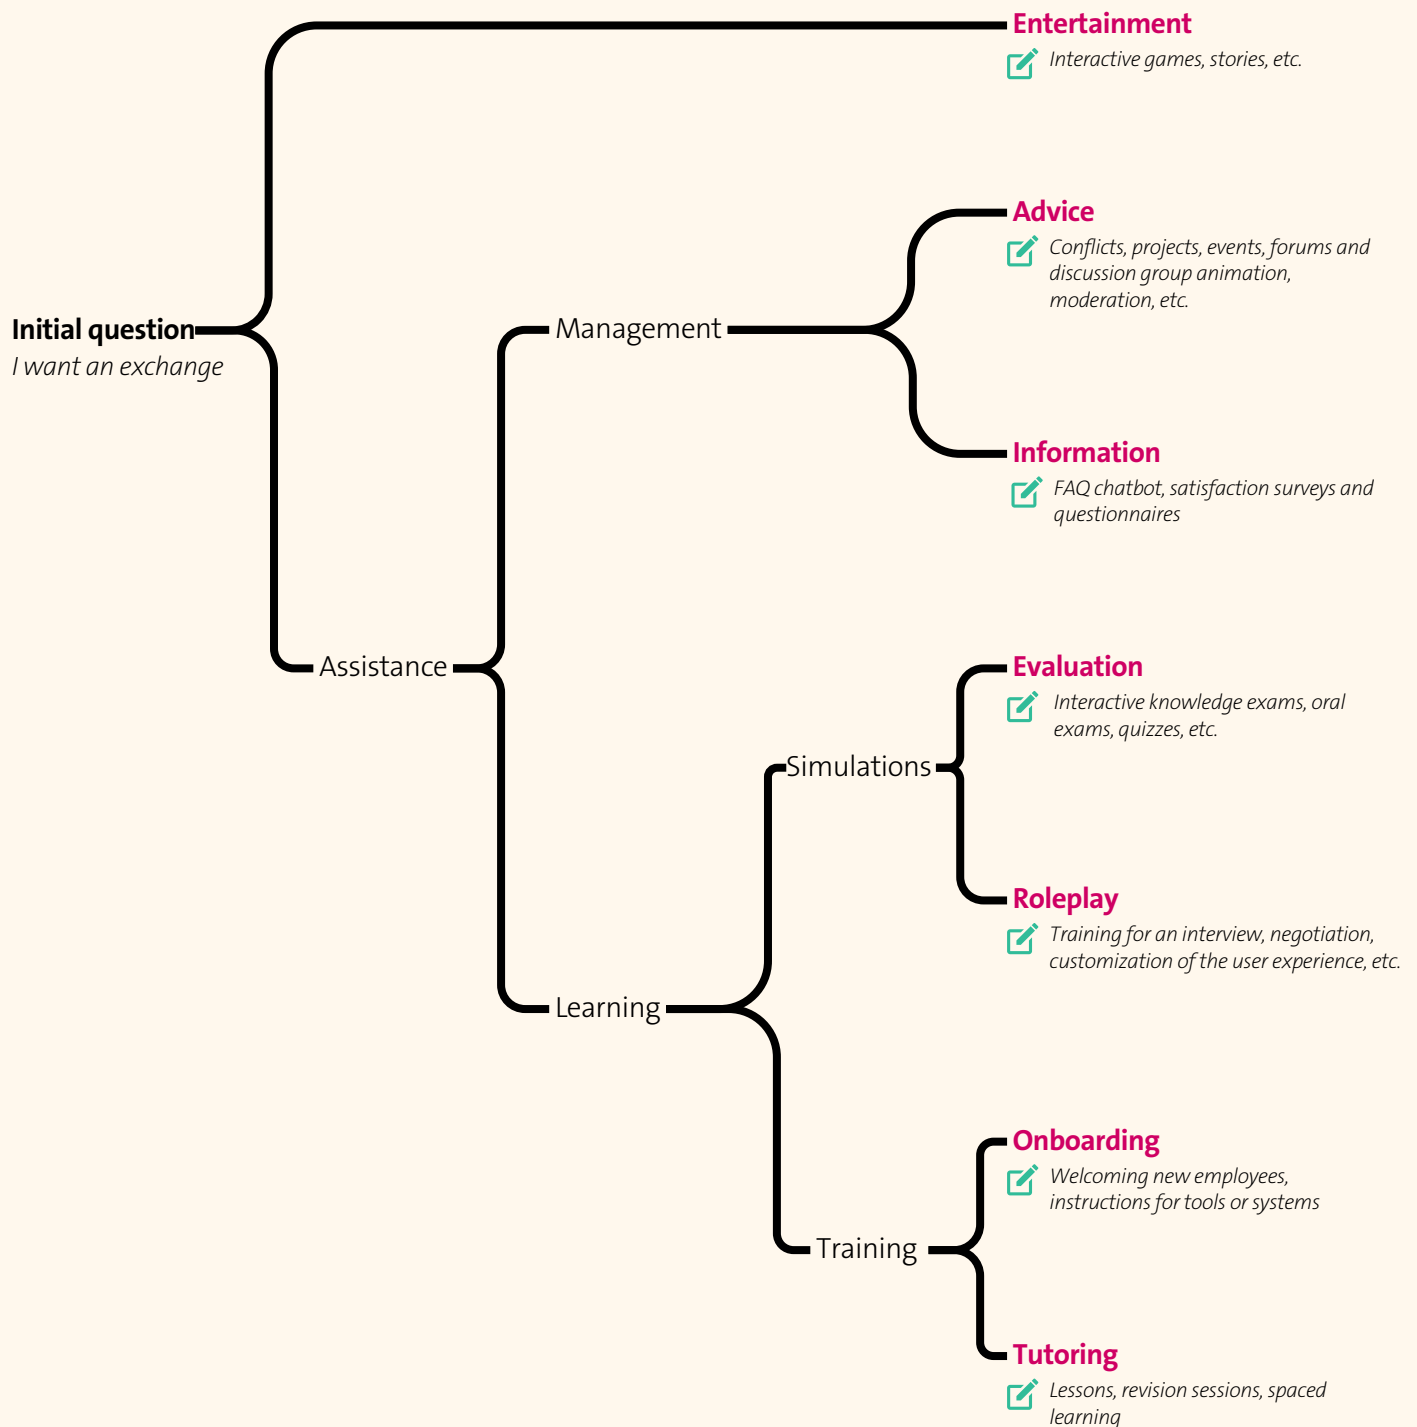 Entertainment
Interactive games, stories, etc.
Advice
Conflicts, projects, events, forums and
discussion group animation,
moderation, etc.
Initial question
I want an exchange
Management
Information
FAQ chatbot, satisfaction surveys and
questionnaires
Assistance
Evaluation
Interactive knowledge exams, oral
exams, quizzes, etc.
Simulations
Roleplay
Training for an interview, negotiation,
customization of the user experience, etc.
Learning
Onboarding
Welcoming new employees,
instructions for tools or systems
Training
Tutoring
Lessons, revision sessions, spaced
learning